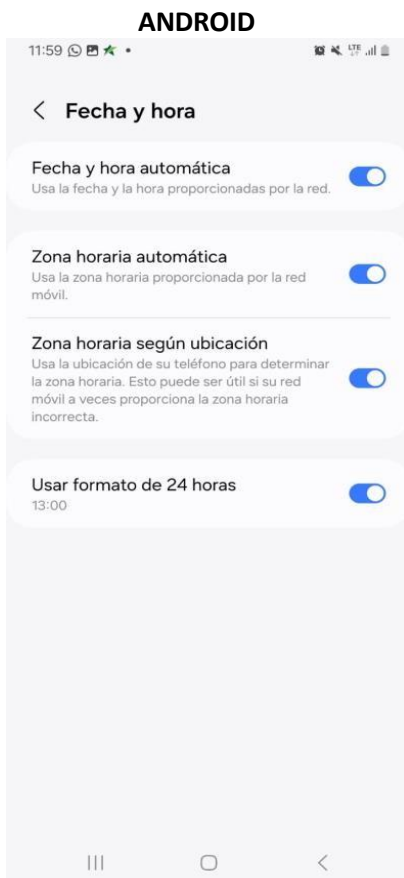 ANDROID
11:59
LTE
Fecha y hora
Fecha y hora automática
Usa la fecha y la hora proporcionadas por la red.
Zona horaria automática
Usa la zona horaria proporcionada por la red
móvil.
Zona horaria según ubicación
Usa la ubicación de su teléfono para determinar
la zona horaria. Esto puede ser útil si su red
móvil a veces proporciona la zona horaria
incorrecta.
Usar formato de 24 horas
13:00